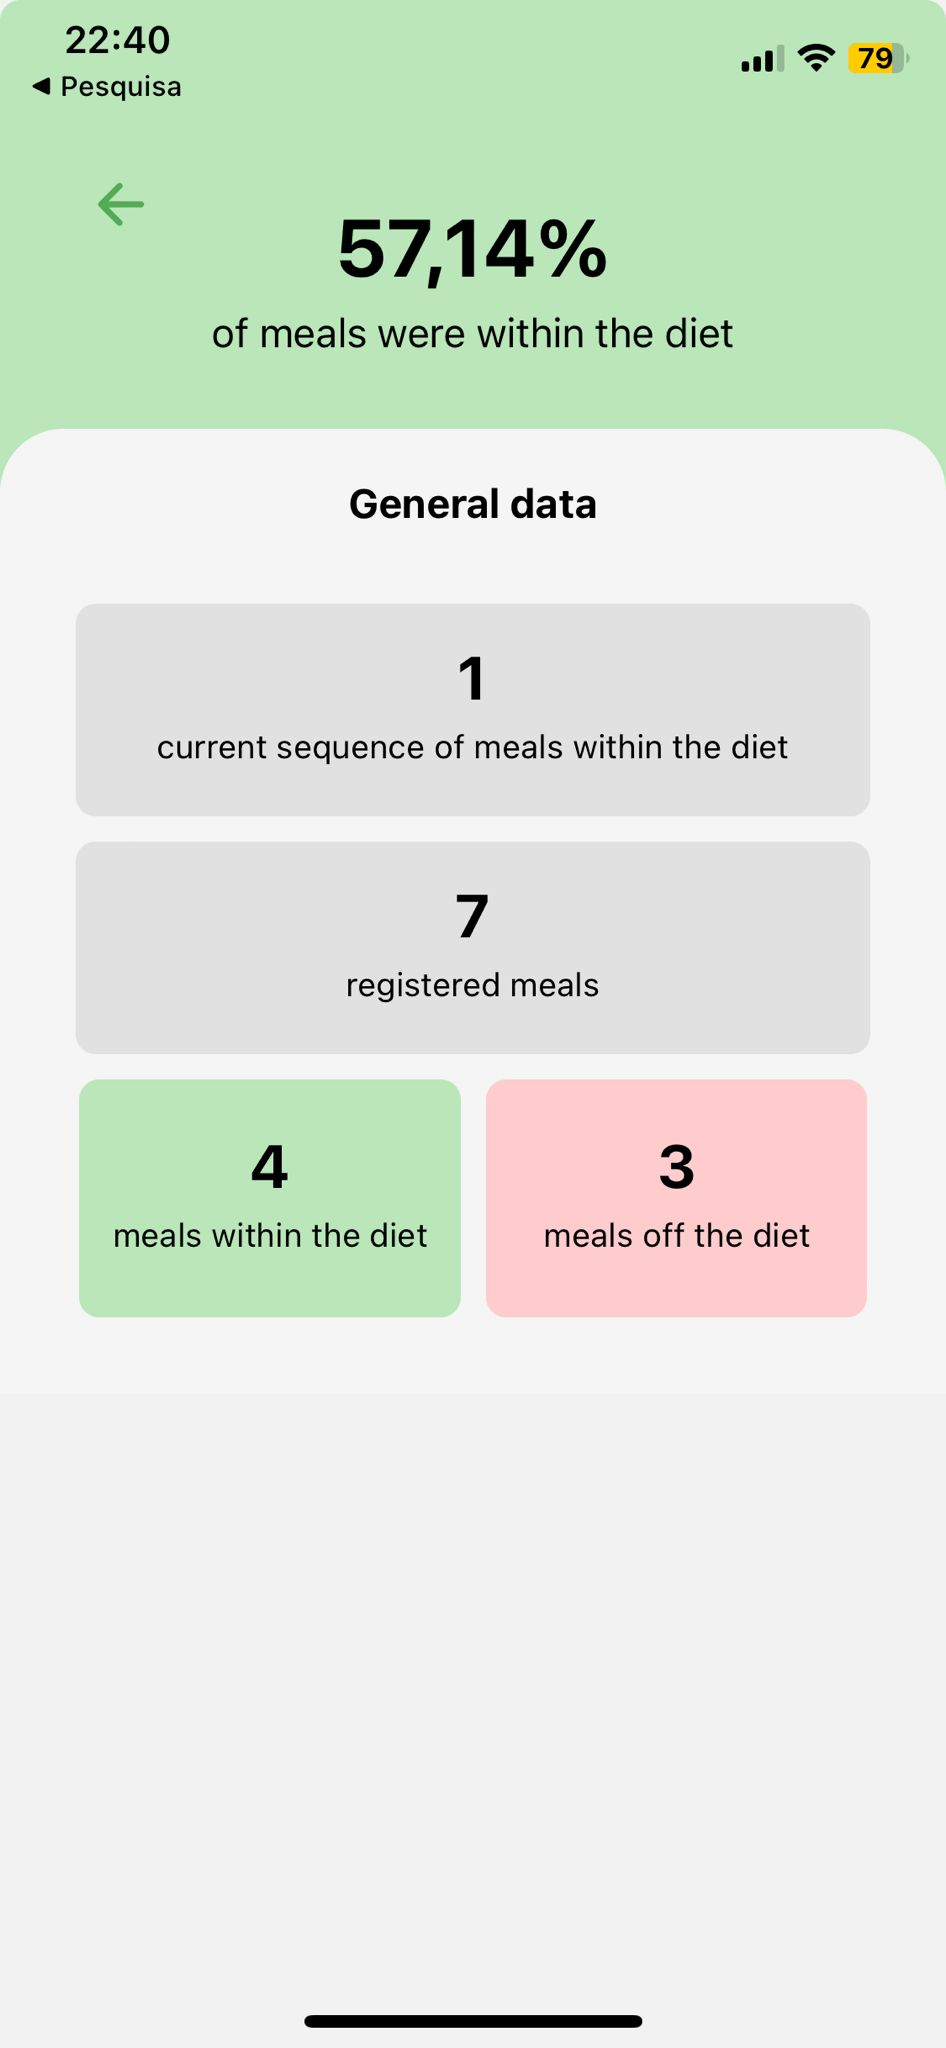 22:40
Pesquisa
79
57,14%
of meals were within the diet
General data
1
current sequence of meals within the diet
7
registered meals
4
meals within the diet
3
meals off the diet